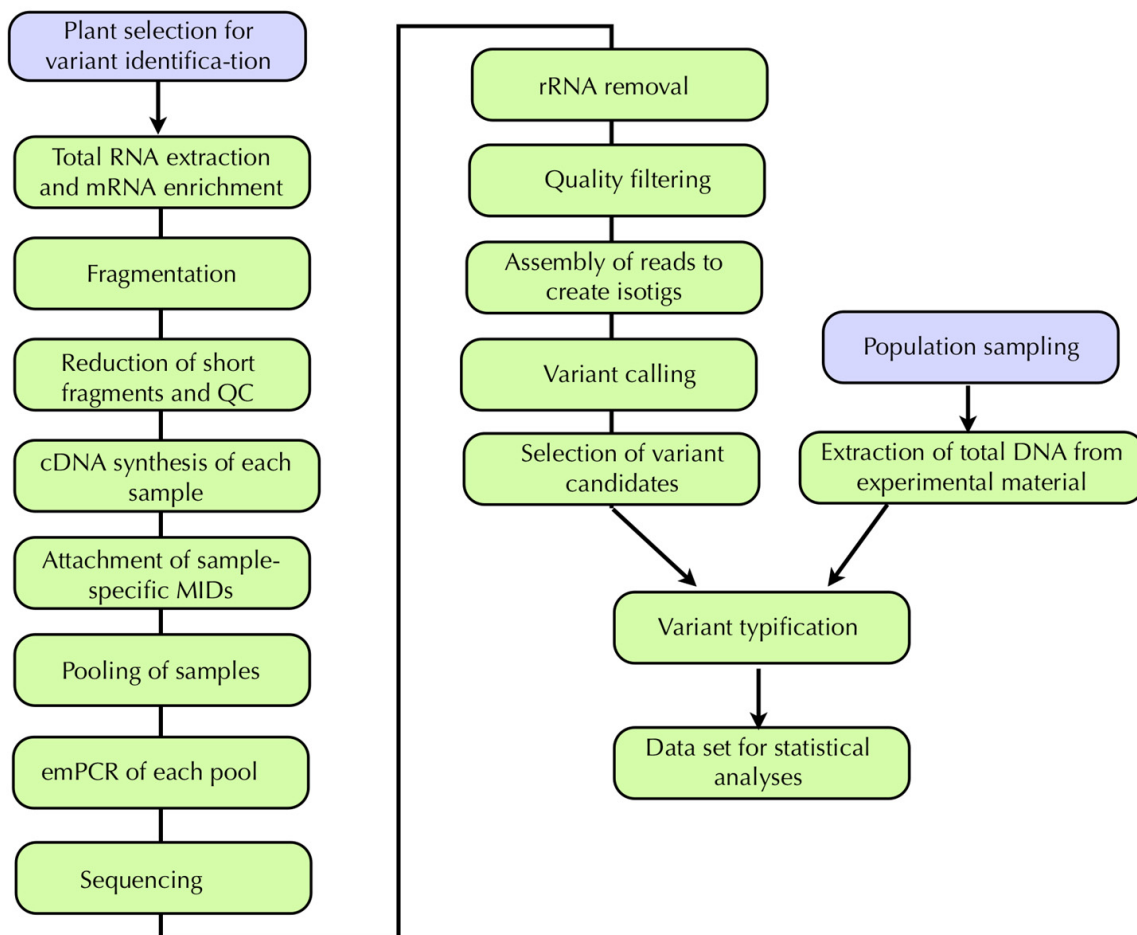 Plant selection for
variant identifica-tion
Total RNA extraction
and mRNA enrichment
Fragmentation
Reduction of short
fragments and QC
cDNA synthesis of each
sample
Attachment of sample-
specific MIDs
Pooling of samples
emPCR of each pool
Sequencing
rRNA removal
Quality filtering
Assembly of reads to
create isotigs
Variant calling
Selection of variant
candidates
Population sampling
Extraction of total DNA from
experimental material
Variant typification
Data set for statistical
analyses